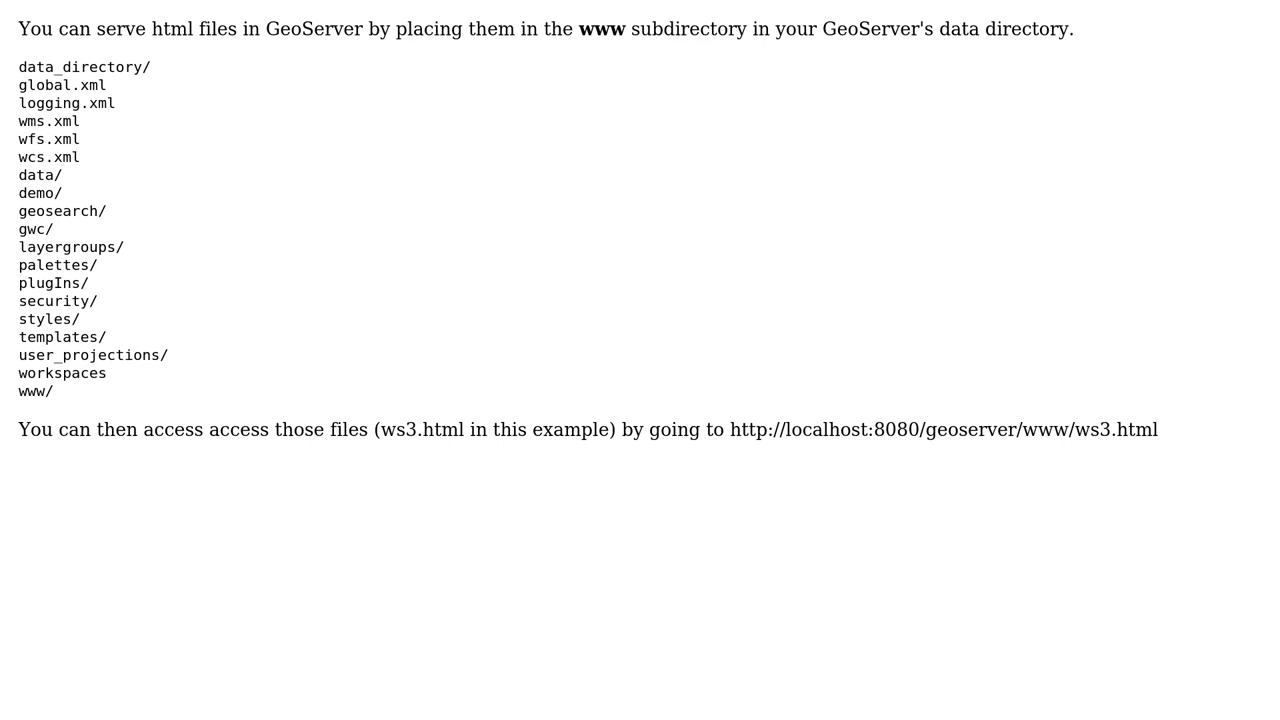 You can serve html files in GeoServer by placing them in the www subdirectory in your GeoServer's data directory.
data_directory/
global.xml
logging.xml
wms.xml
wfs.xml
wcs.xml
data/
demo/
geosearch/
gwc/
layergroups/
palettes/
plugIns/
security/
styles/
templates/
user_projections/
workspaces
www/
You can then access access those files (ws3.html in this example) by going to http://localhost:8080/geoserver/www/ws3.html